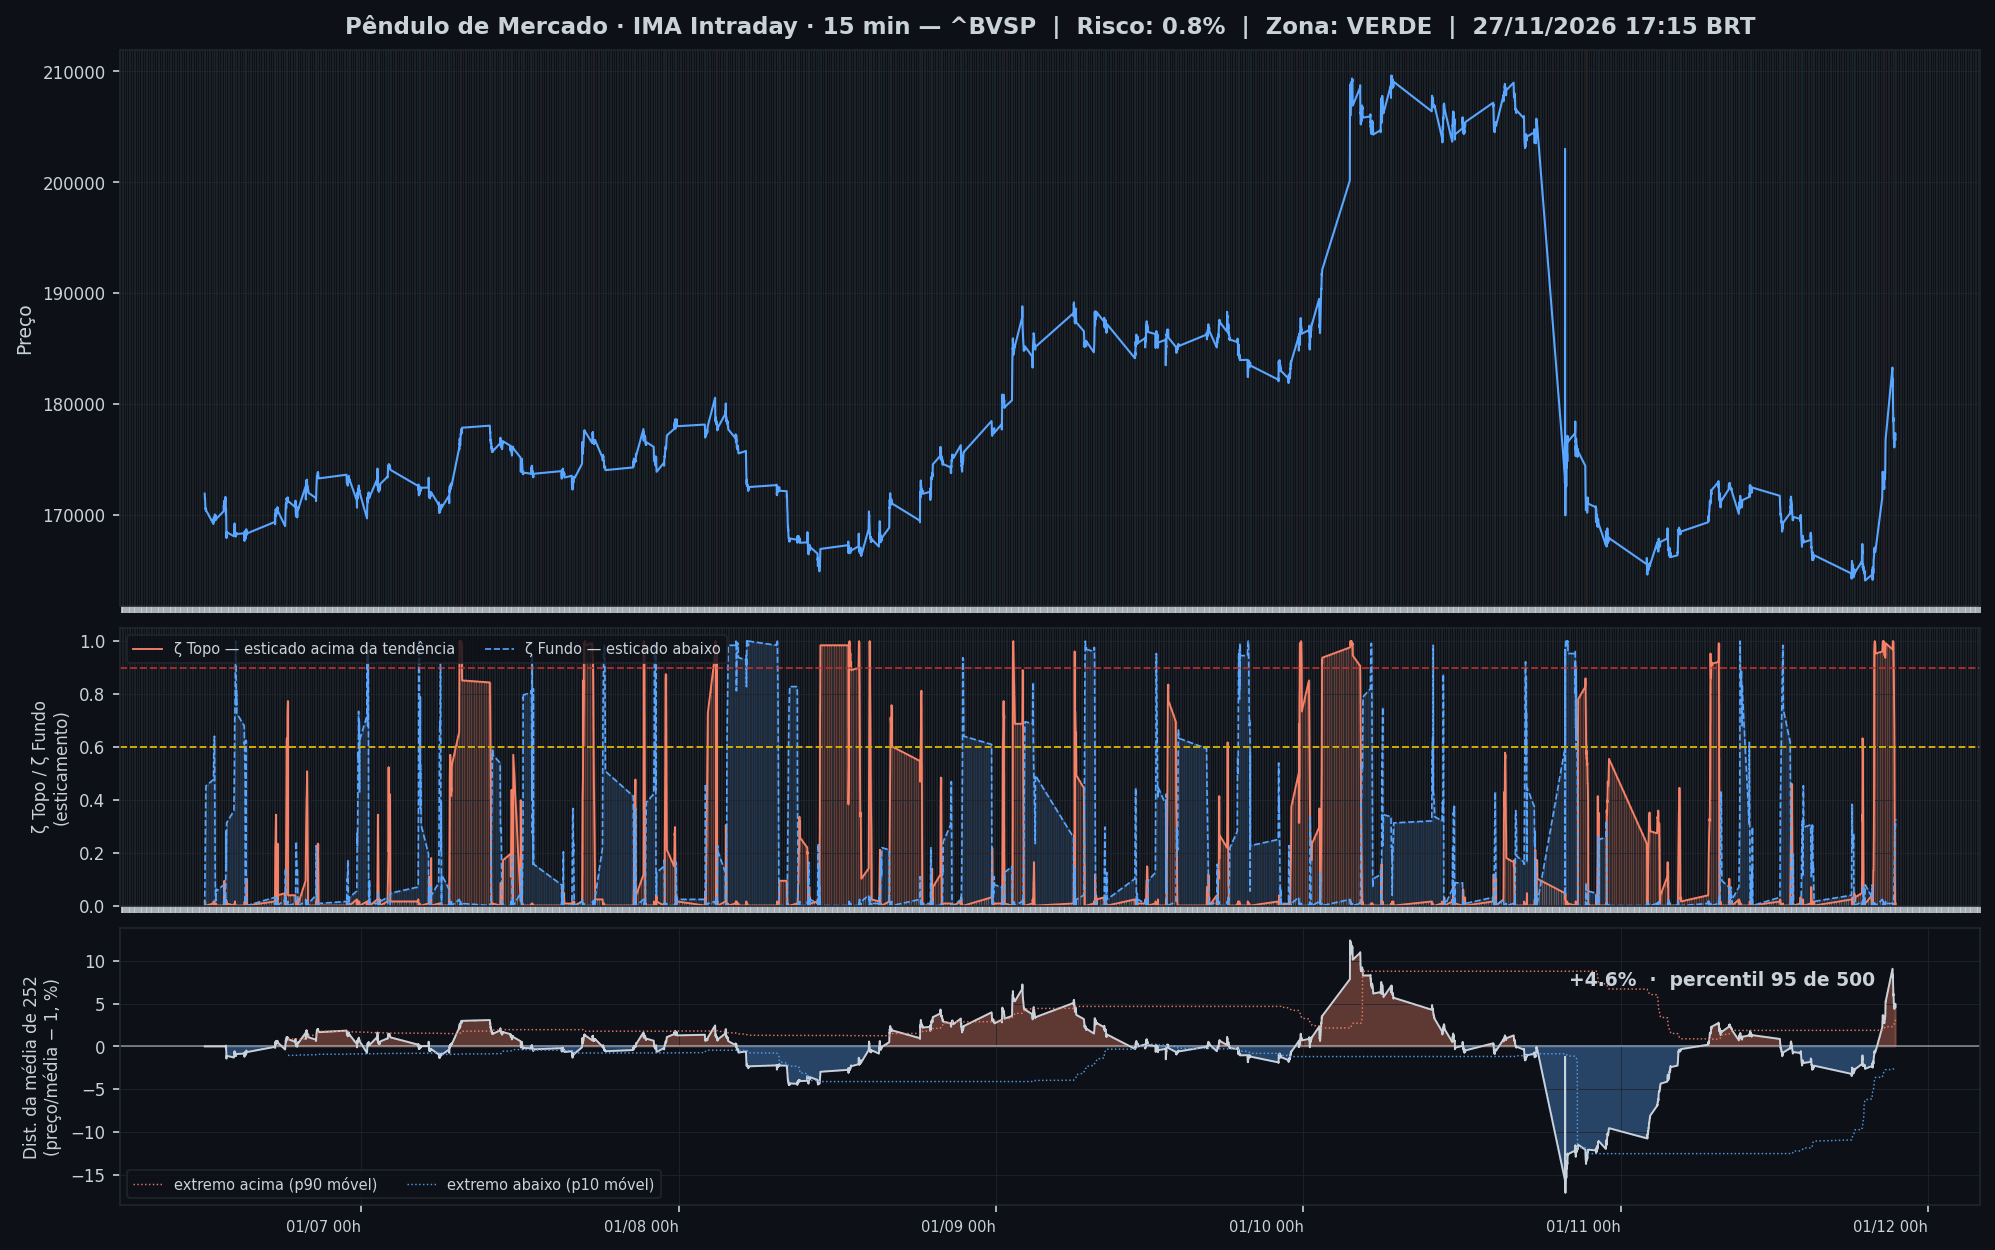 Pêndulo de Mercado · IMA Intraday · 15 min — ^BVSP | Risco: 0.8% | Zona: VERDE | 27/11/2026 17:15 BRT
Preço
210000
200000
190000
180000
170000
ζ Topo / ζ Fundo
(esticamento)
1.0
0.8
0.6
0.4
0.2
0.0
ζ Topo — esticado acima da tendência
ζ Fundo — esticado abaixo
Dist. da média de 252
(preço/média − 1, %)
10
5
0
−5
−10
−15
+4.6% · percentil 95 de 500
extremo acima (p90 móvel)
extremo abaixo (p10 móvel)
01/07 00h
01/08 00h
01/09 00h
01/10 00h
01/11 00h
01/12 00h